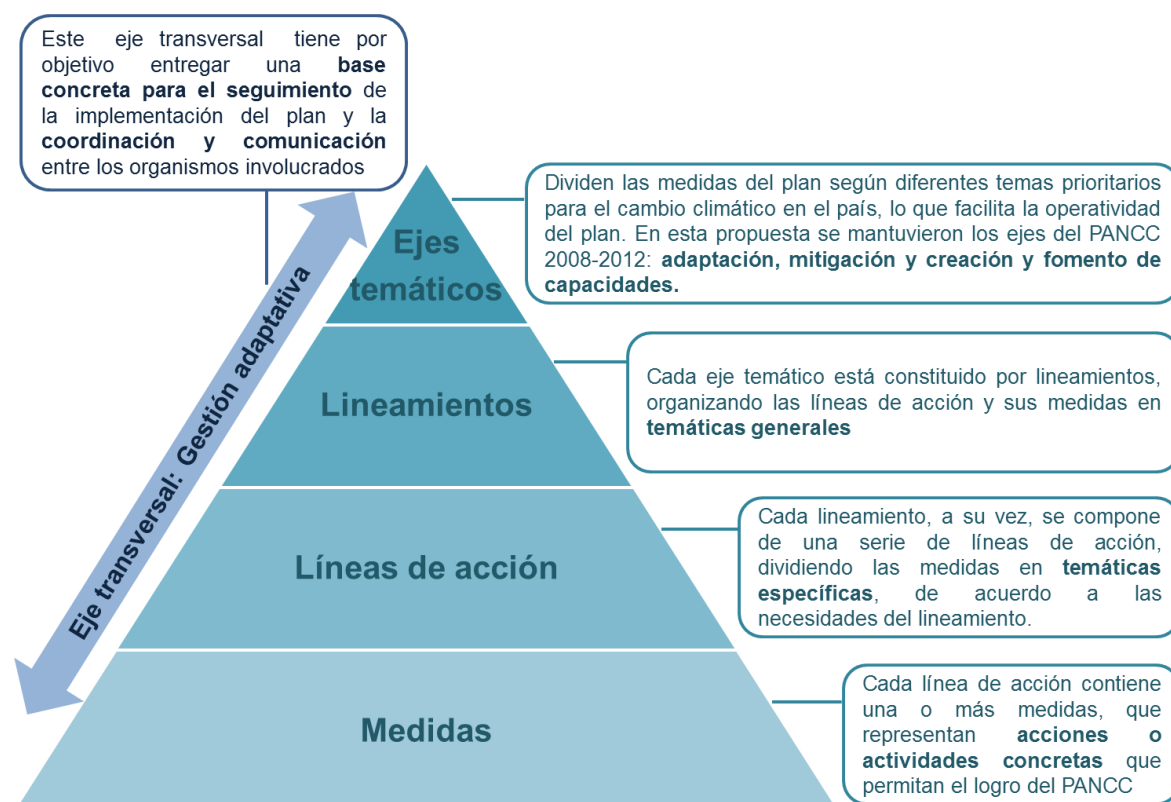 Este eje transversal tiene por
objetivo entregar una base
concreta para el seguimiento de
la implementación del plan y la
coordinación y comunicación
entre los organismos involucrados
Dividen las medidas del plan según diferentes temas prioritarios
para el cambio climático en el país, lo que facilita la operatividad
del plan. En esta propuesta se mantuvieron los ejes del PANCC
2008-2012: adaptación, mitigación y creación y fomento de
capacidades.
Ejes
temáticos
Eje transversal: Gestión adaptativa
Lineamientos
Cada eje temático está constituido por lineamientos,
organizando las líneas de acción y sus medidas en
temáticas generales
Líneas de acción
Cada lineamiento, a su vez, se compone
de una serie de líneas de acción,
dividiendo las medidas en temáticas
específicas, de acuerdo a las
necesidades del lineamiento.
Medidas
Cada línea de acción contiene
una o más medidas, que
representan acciones o
actividades concretas que
permitan el logro del PANCC